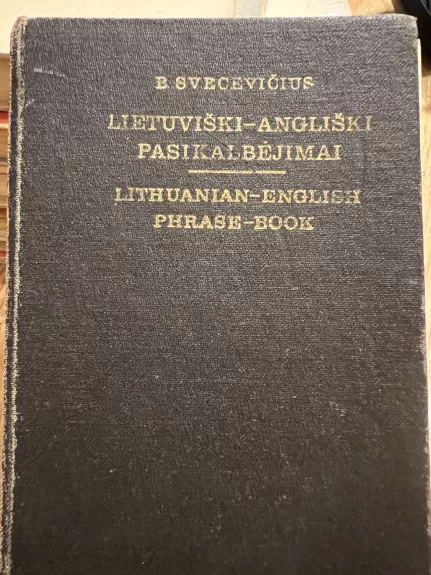 B SVECEVIČIUS
LIETUVIŠKI-ANGLIŠKI
PASIKALBĖJIMAI
LITHUANIAN-ENGLISH
PHRASE-BOOK